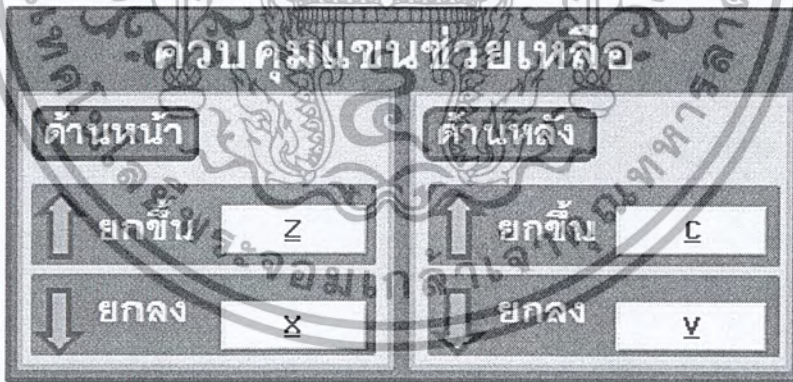 ควบคุมแขนช่วยเหลือ
ด้านหน้า
ยกขึ้น Z
ยกลง X
ด้านหลัง
ยกขึ้น C
ยกลง V